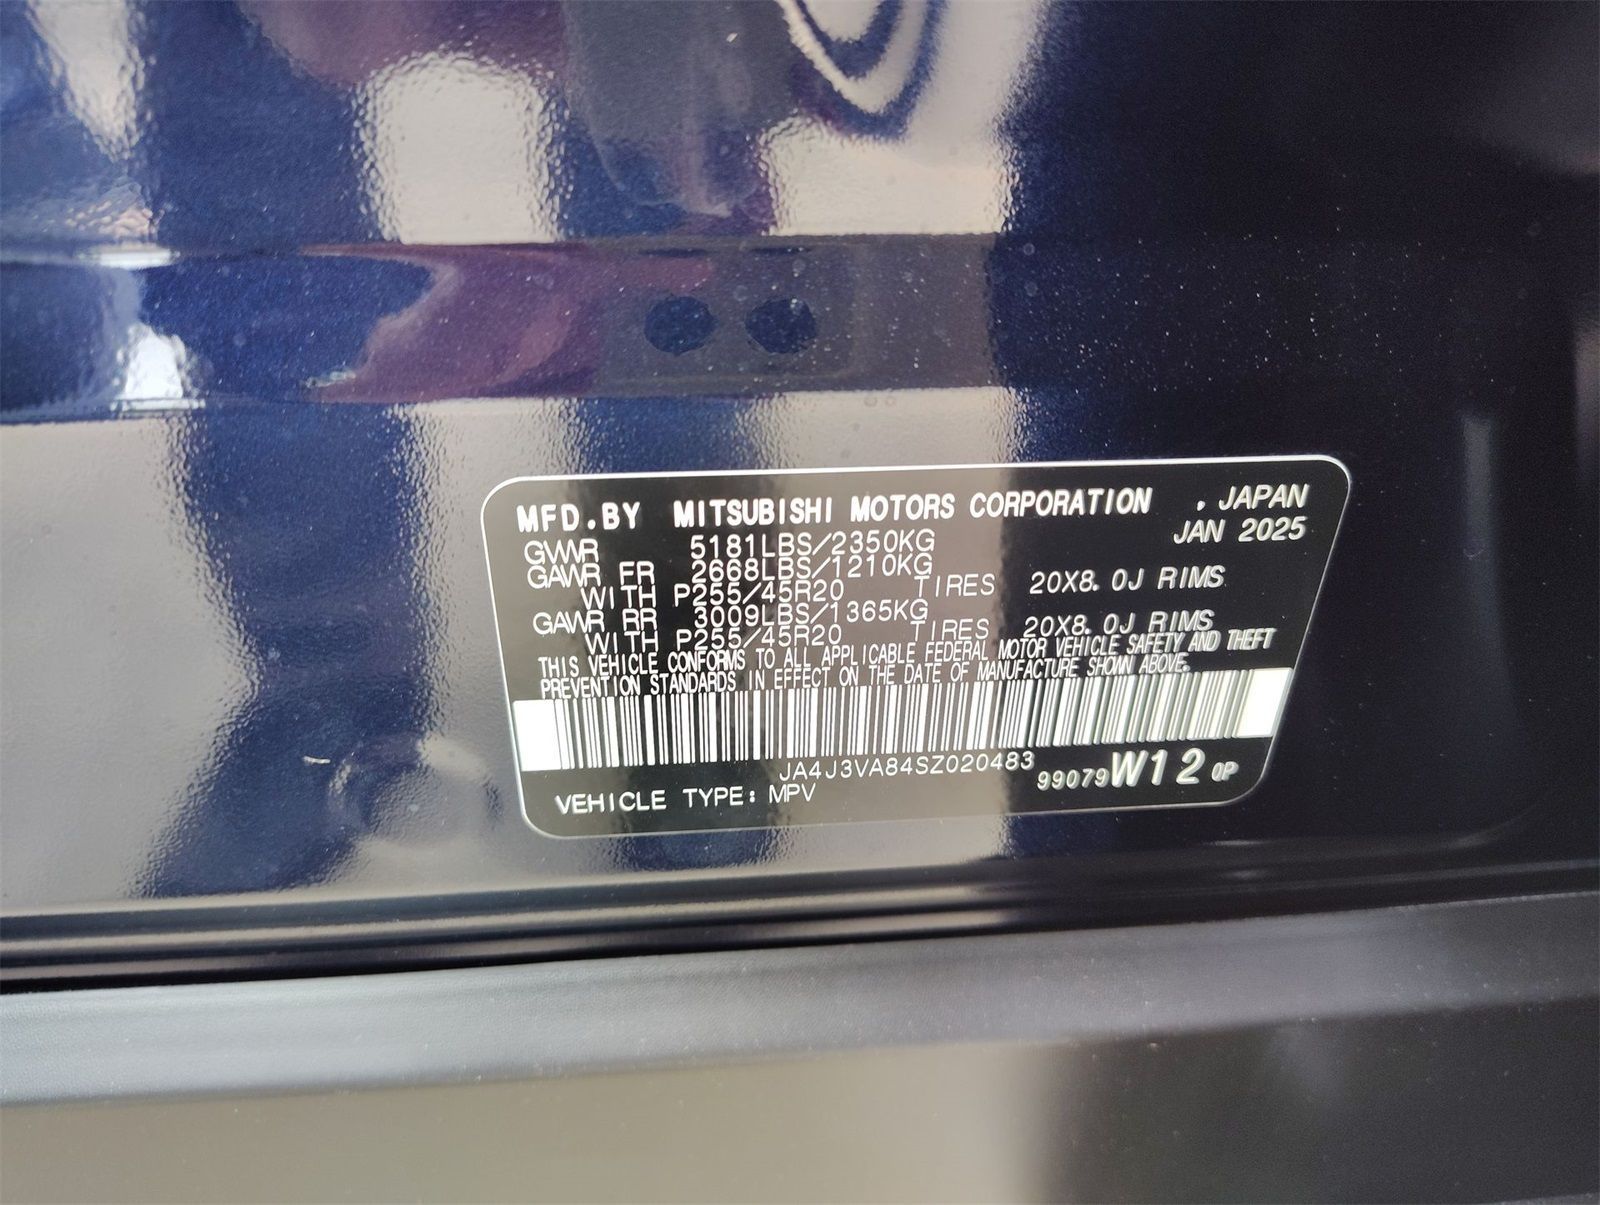 MFD.BY MITSUBISHI MOTORS CORPORATION , JAPAN
JAN 2025
GVWR 5181LBS/2350KG
GAWR FR 2668LBS/1210KG
WITH P255/45R20 TIRES 20X8.0J RIMS
GAWR RR 3009LBS/1365KG
WITH P255/45R20 TIRES 20X8.0J RIMS
THIS VEHICLE CONFORMS TO ALL APPLICABLE FEDERAL MOTOR VEHICLE SAFETY AND THEFT
PREVENTION STANDARDS IN EFFECT ON THE DATE OF MANUFACTURE SHOWN ABOVE.
JA4J3VA84SZ020483
99079W12 0P
VEHICLE TYPE: MPV